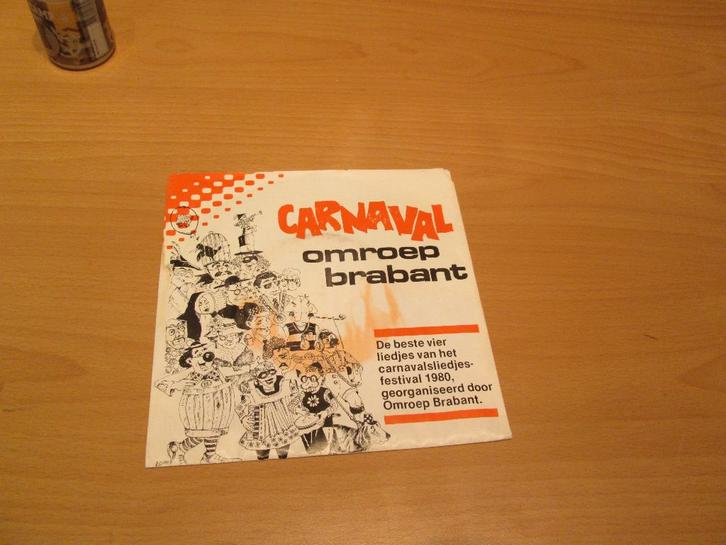 CARNAVAL
omroep
brabant
De beste vier
liedjes van het
carnavalsliedjes-
festival 1980,
georganiseerd door
Omroep Brabant.